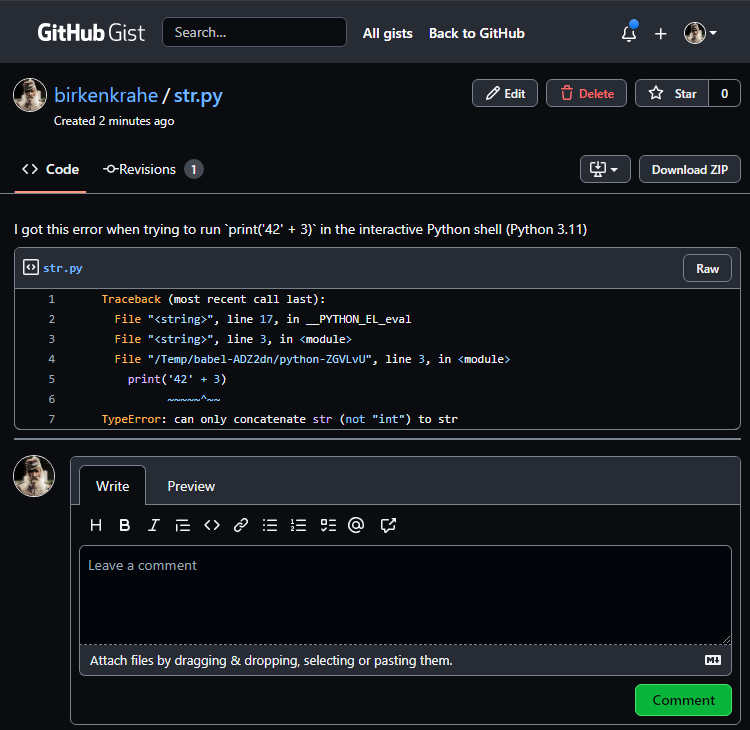 GitHub Gist Search... All gists Back to GitHub
birkenkrahe / str.py
Edit Delete Star 0
Created 2 minutes ago
Code Revisions 1 Download ZIP
I got this error when trying to run `print('42' + 3)` in the interactive Python shell (Python 3.11)
str.py Raw
1 Traceback (most recent call last):
2 File "<string>", line 17, in __PYTHON_EL_eval
3 File "<string>", line 3, in <module>
4 File "/Temp/babel-ADZ2dn/python-ZGVLvU", line 3, in <module>
5 print('42' + 3)
6 ~~~~~^~~
7 TypeError: can only concatenate str (not "int") to str
Write Preview
Leave a comment
Attach files by dragging & dropping, selecting or pasting them.
Comment